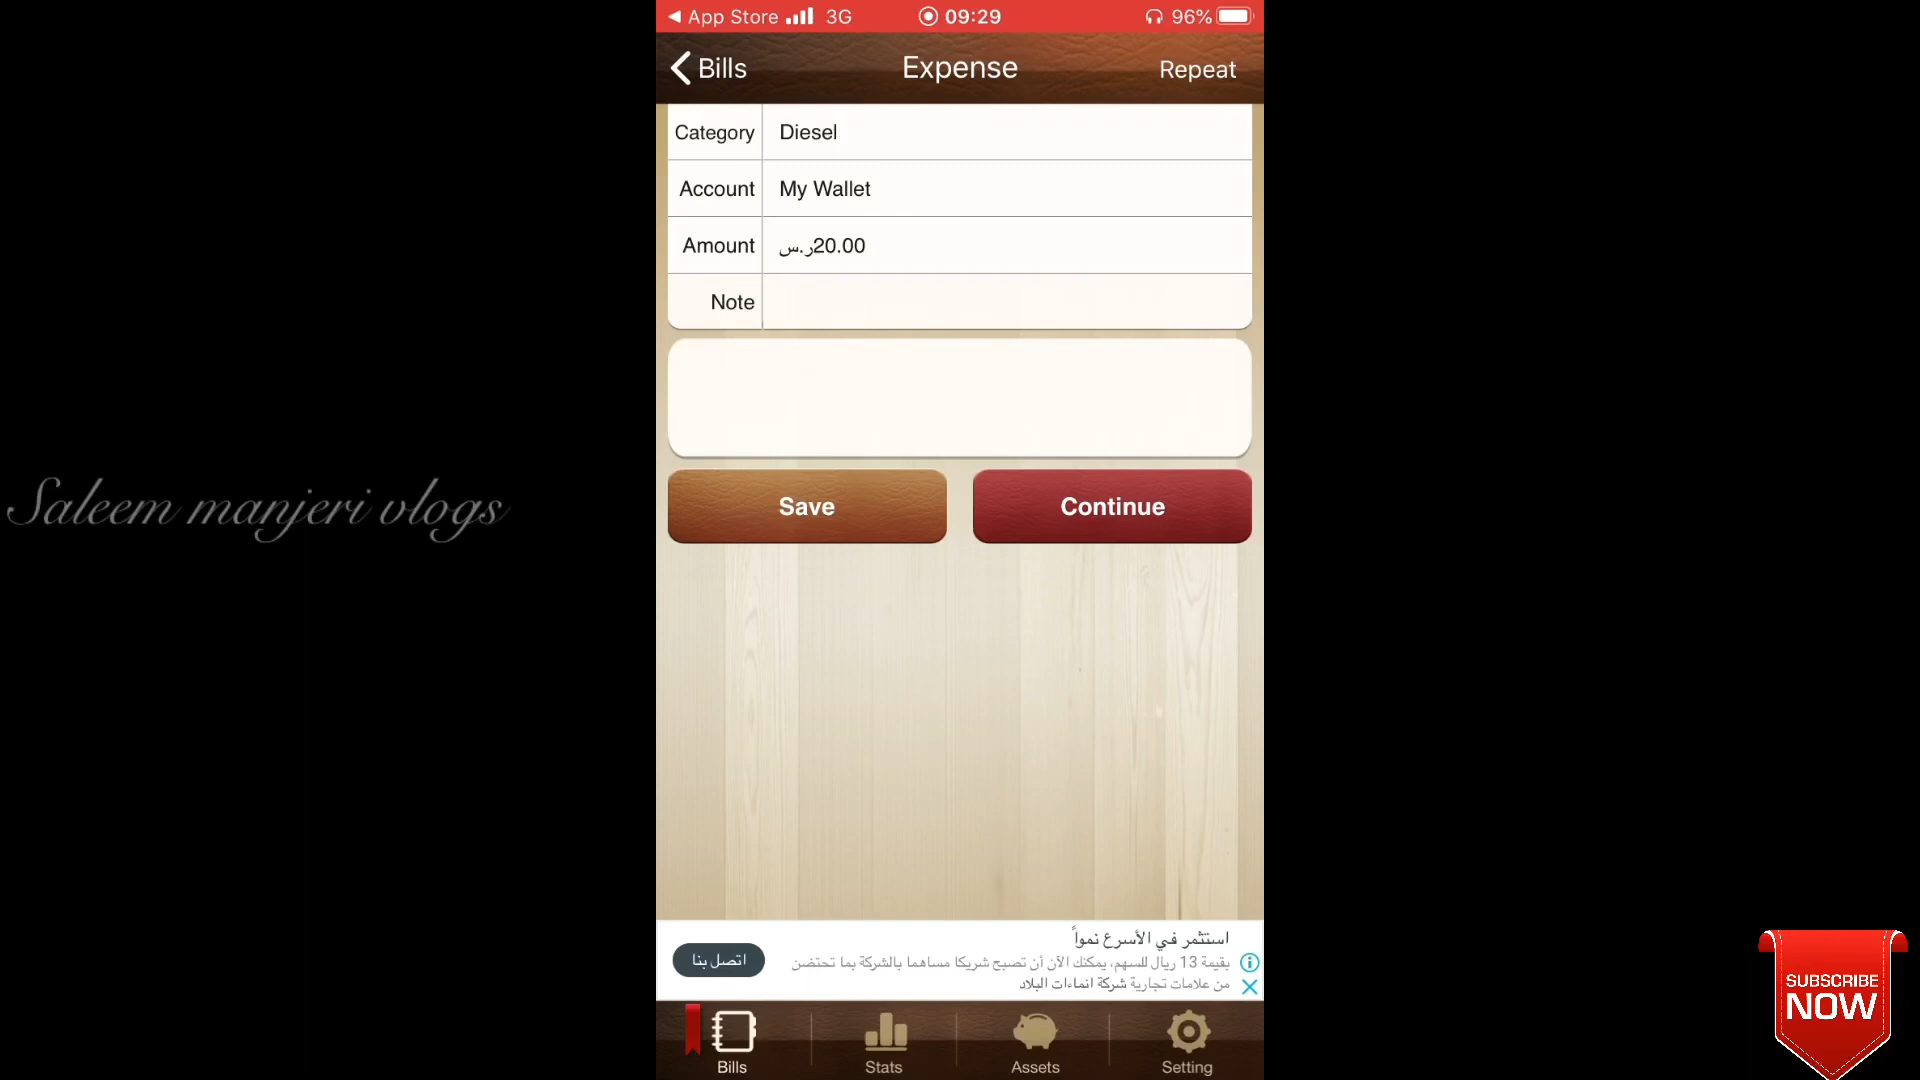 App Store 3G 09:29 96%
Bills Expense Repeat
Category Diesel
Account My Wallet
Amount ر.س20.00
Note
Saleem manjeri vlogs
Save Continue
استثمر في الأسرع نمواً
بقيمة 13 ريال للسهم، يمكنك الآن أن تصبح شريكا مساهما بالشركة بما تحتضن
من علامات تجارية شركة انماءات البلاد
اتصل بنا
Bills Stats Assets Setting
SUBSCRIBE
NOW